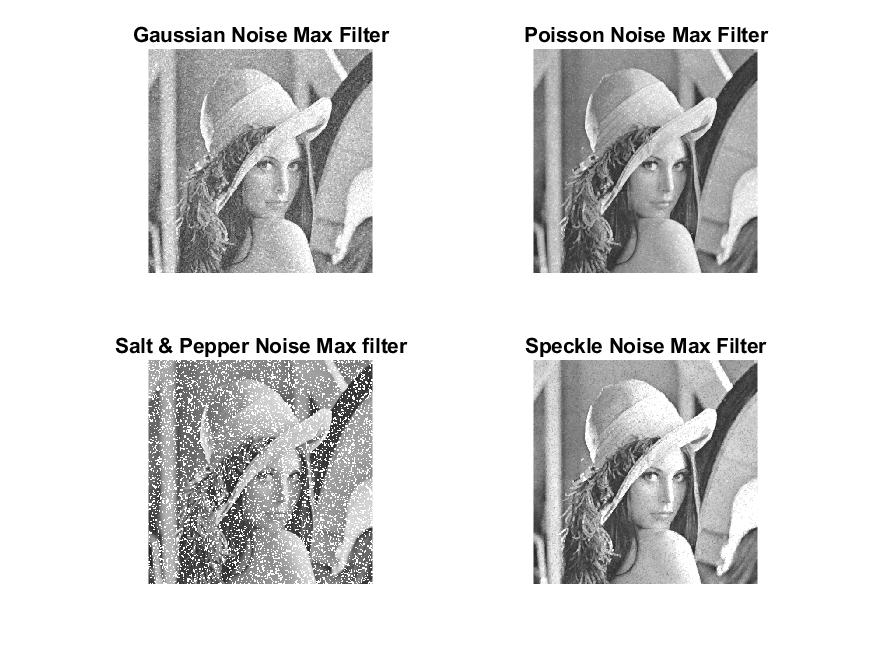 Gaussian Noise Max Filter
Poisson Noise Max Filter
Salt & Pepper Noise Max filter
Speckle Noise Max Filter